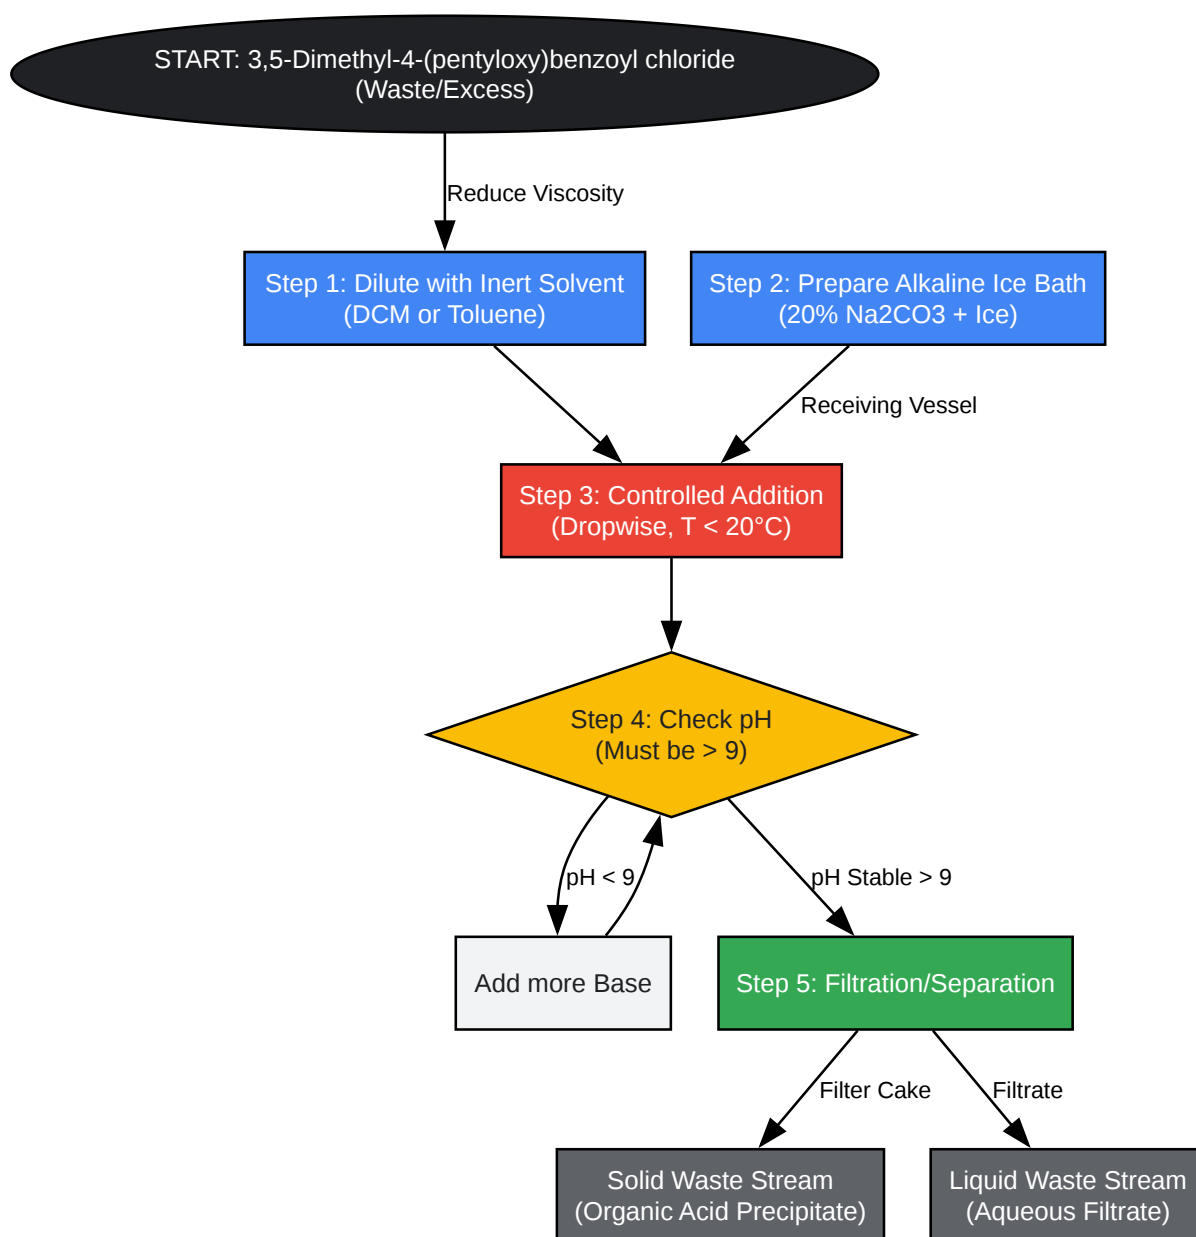 START: 3,5-Dimethyl-4-(pentyloxy)benzoyl chloride
(Waste/Excess)
Reduce Viscosity
Step 1: Dilute with Inert Solvent
(DCM or Toluene)
Step 2: Prepare Alkaline Ice Bath
(20% Na2CO3 + Ice)
Receiving Vessel
Step 3: Controlled Addition
(Dropwise, T < 20°C)
Step 4: Check pH
(Must be > 9)
pH < 9
pH Stable > 9
Add more Base
Step 5: Filtration/Separation
Filter Cake
Filtrate
Solid Waste Stream
(Organic Acid Precipitate)
Liquid Waste Stream
(Aqueous Filtrate)